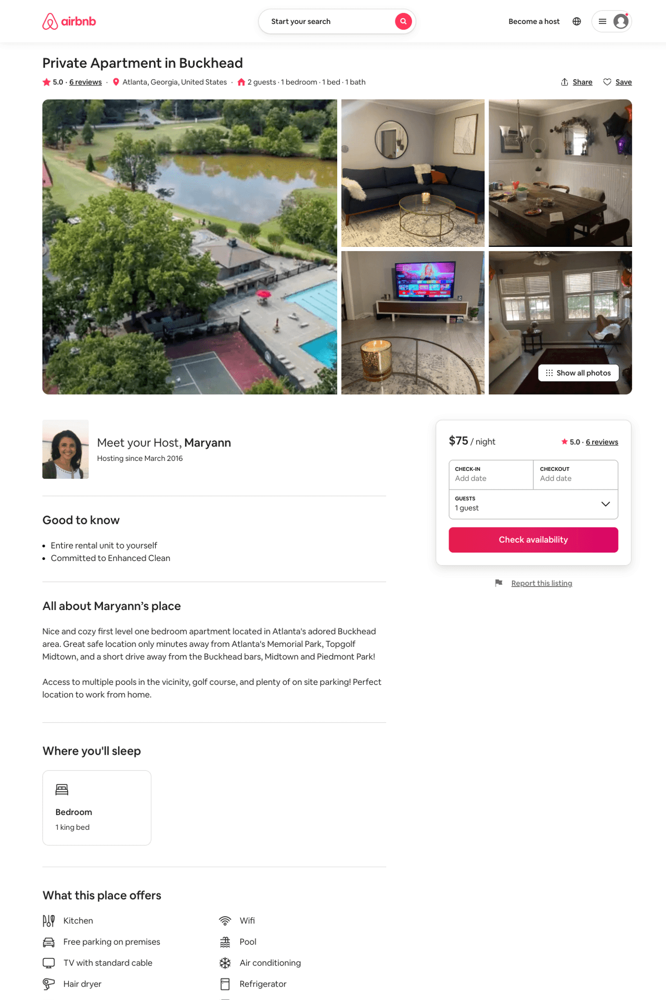 airbnb
Start your search
Become a host
Private Apartment in Buckhead
5.0 · 6 reviews · Atlanta, Georgia, United States · 2 guests · 1 bedroom · 1 bed · 1 bath
Share
Save
Show all photos
Meet your Host, Maryann
Hosting since March 2016
$75 / night
5.0 · 6 reviews
CHECK-IN
Add date
CHECKOUT
Add date
GUESTS
1 guest
Check availability
Report this listing
Good to know
• Entire rental unit to yourself
• Committed to Enhanced Clean
All about Maryann’s place
Nice and cozy first level one bedroom apartment located in Atlanta's adored Buckhead
area. Great safe location only minutes away from Atlanta's Memorial Park, Topgolf
Midtown, and a short drive away from the Buckhead bars, Midtown and Piedmont Park!
Access to multiple pools in the vicinity, golf course, and plenty of on site parking! Perfect
location to work from home.
Where you'll sleep
Bedroom
1 king bed
What this place offers
Kitchen
Wifi
Free parking on premises
Pool
TV with standard cable
Air conditioning
Hair dryer
Refrigerator